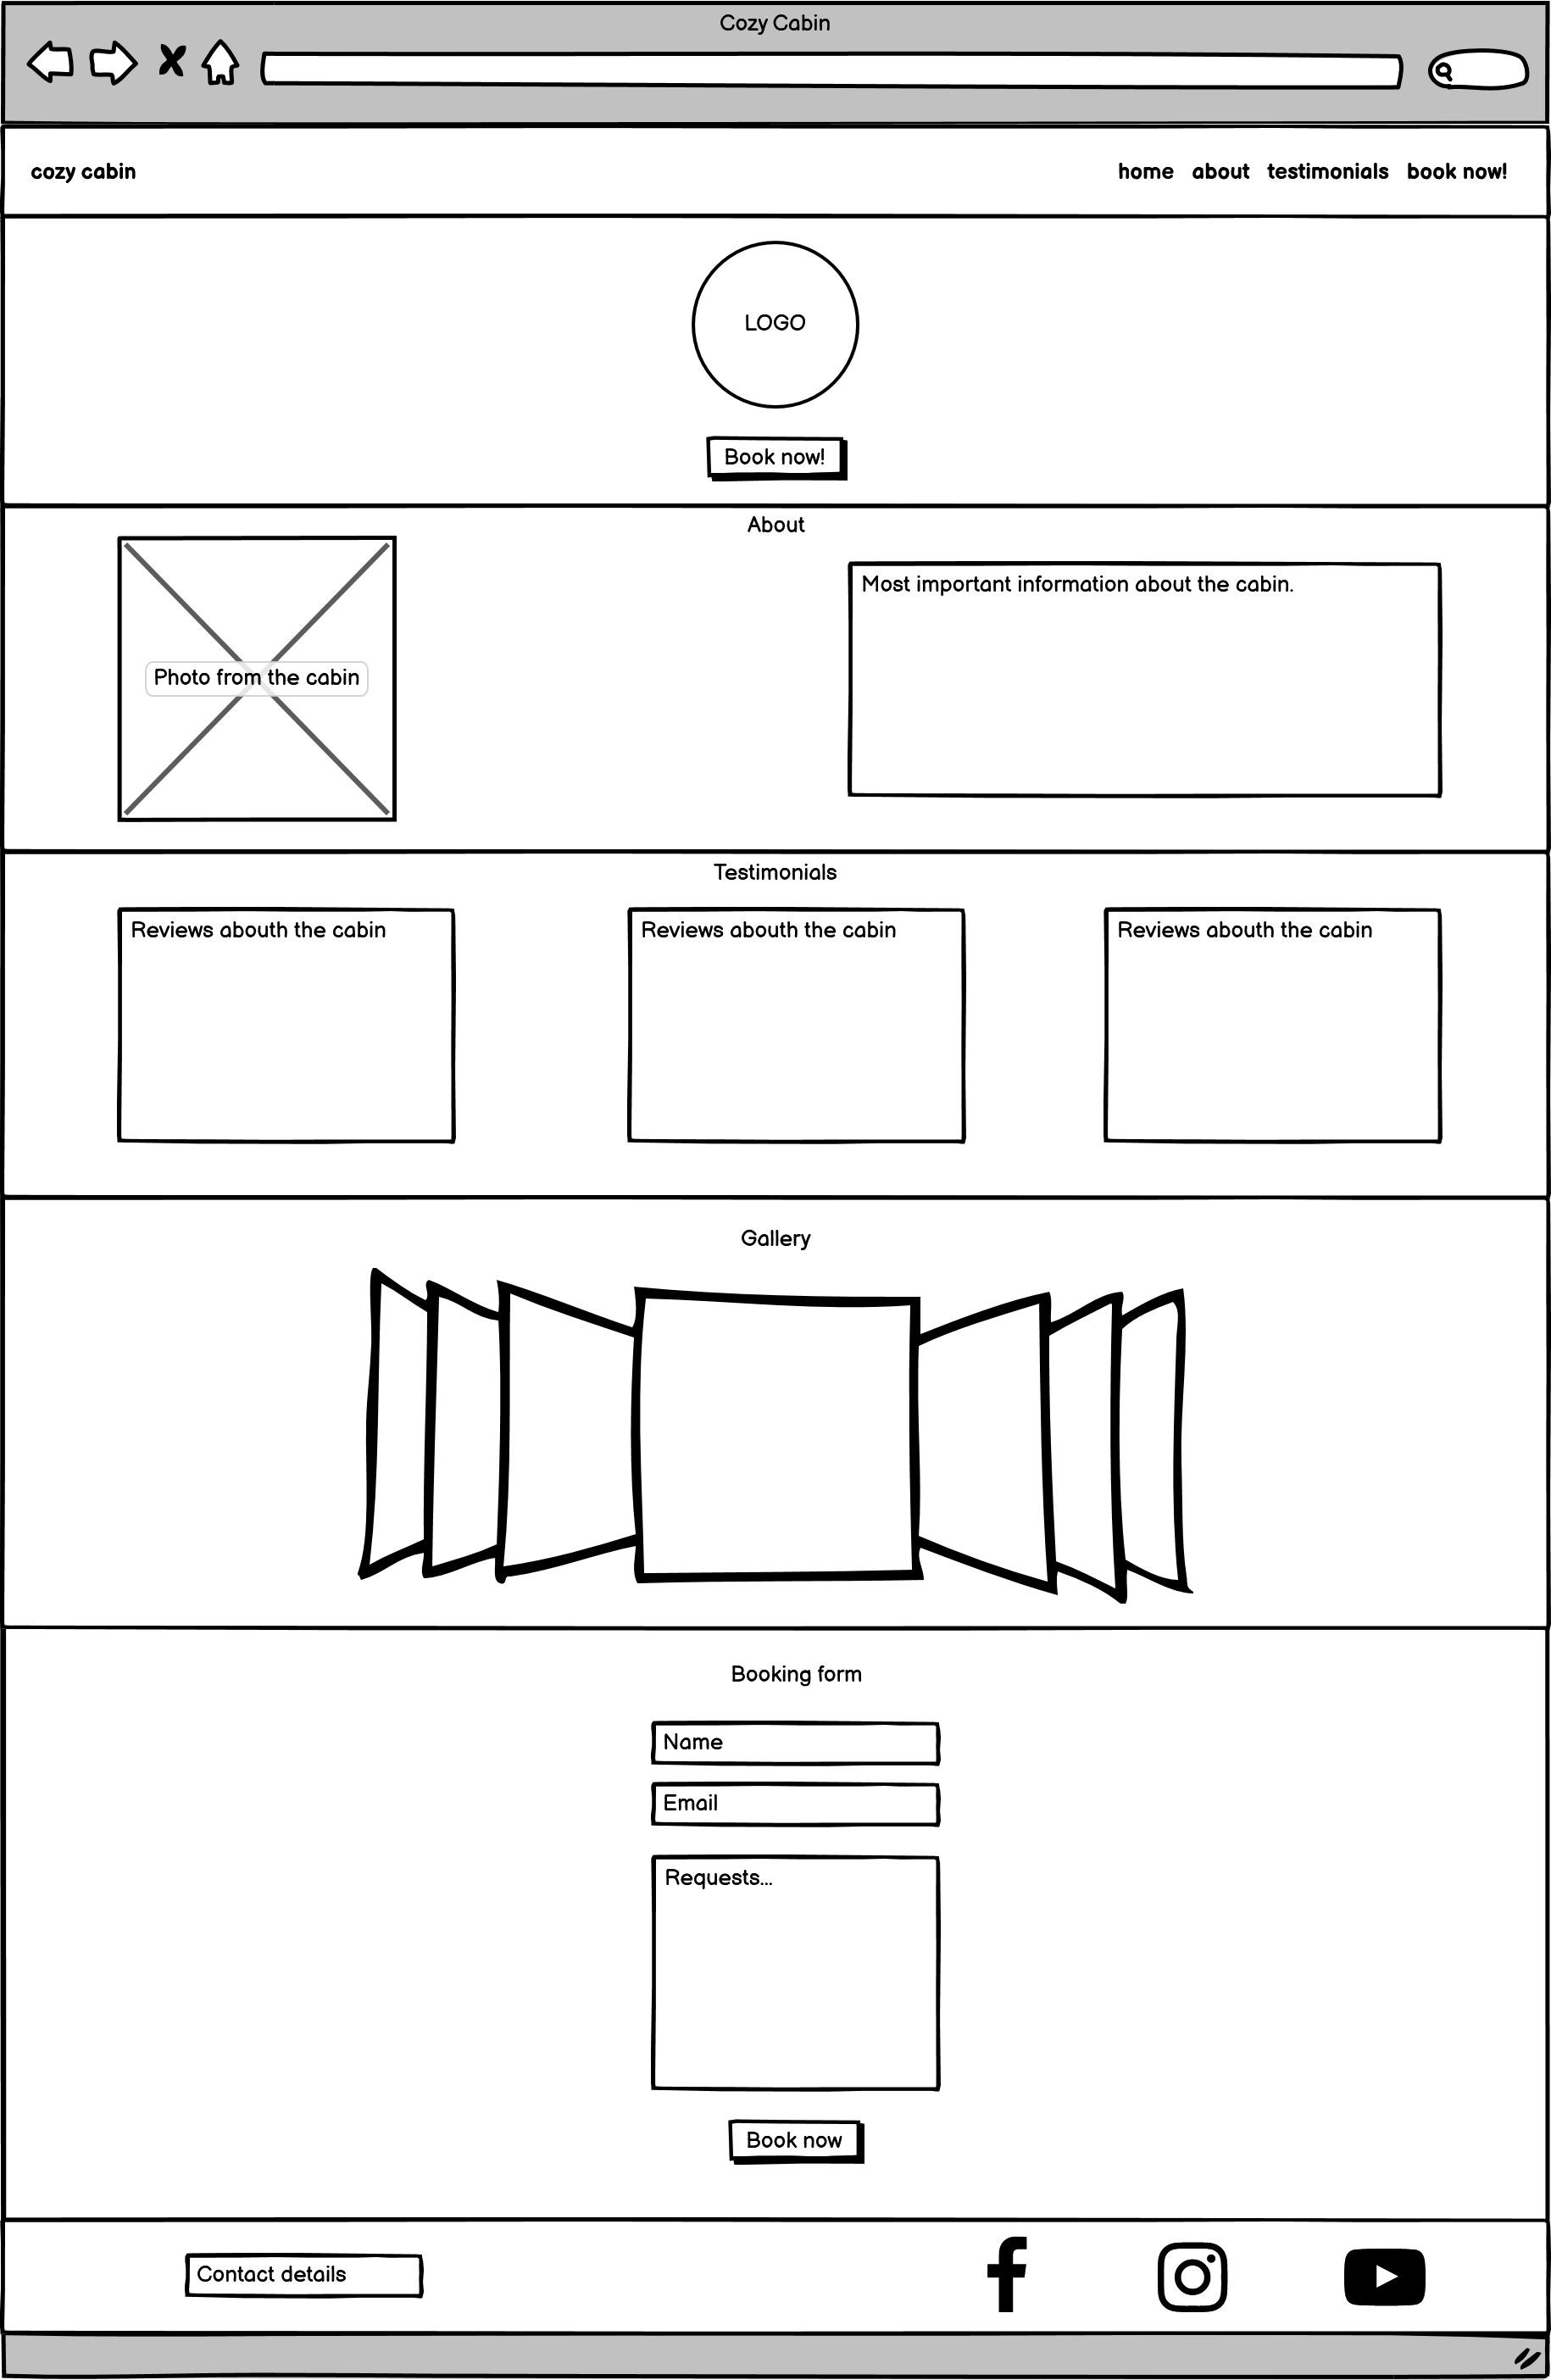 Cozy Cabin
cozy cabin
home about testimonials book now!
LOGO
Book now!
About
Photo from the cabin
Most important information about the cabin.
Testimonials
Reviews abouth the cabin
Reviews abouth the cabin
Reviews abouth the cabin
Gallery
Booking form
Name
Email
Requests...
Book now
Contact details